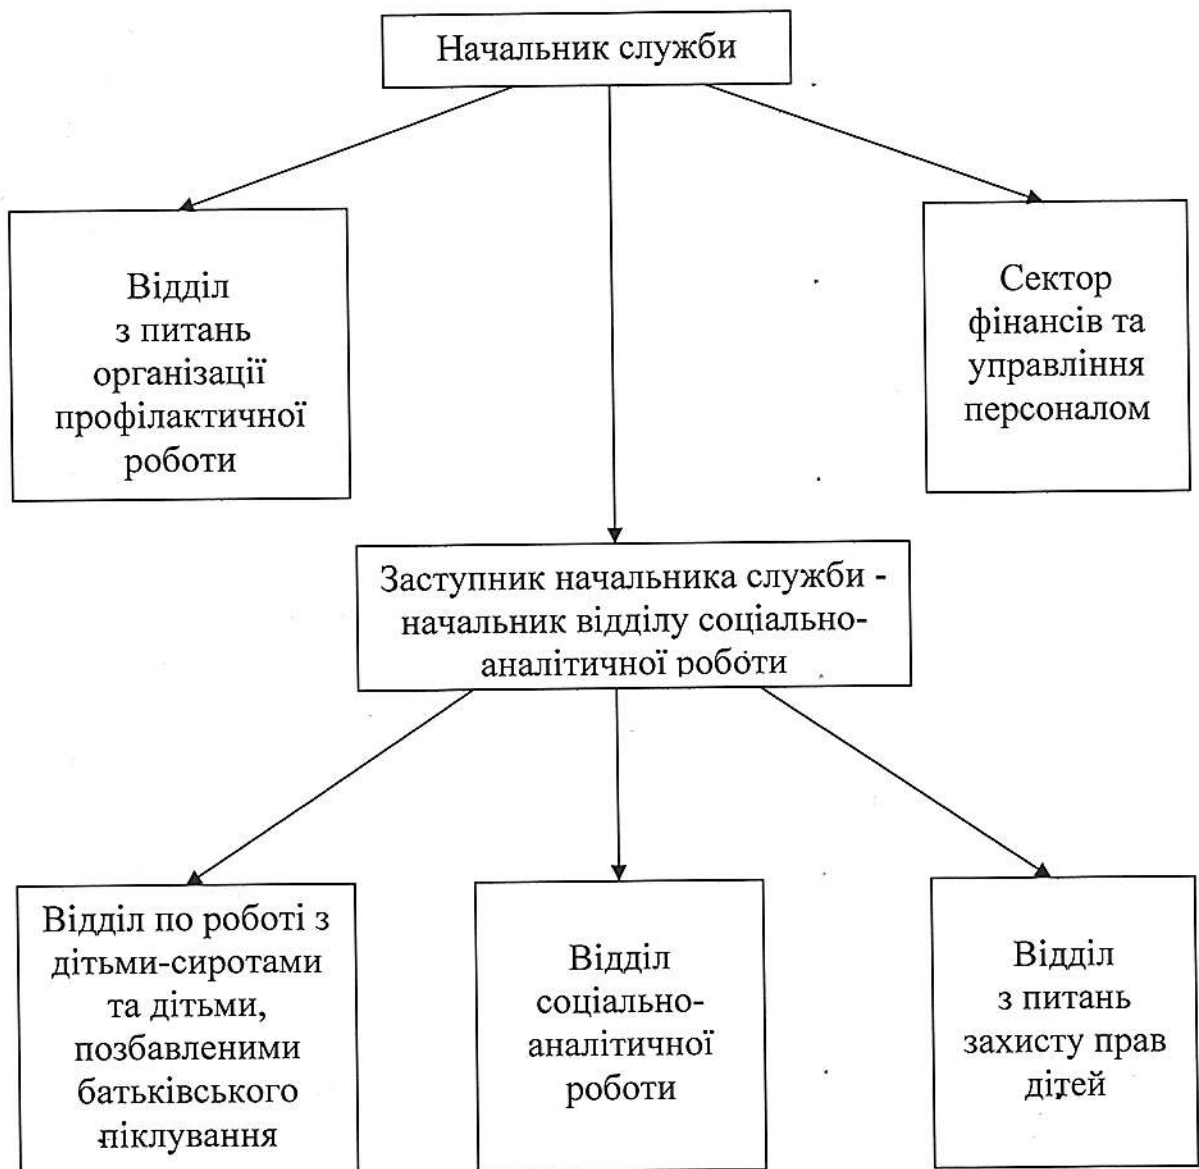 Начальник служби
Відділ
з питань
організації
профілактичної
роботи
Сектор
фінансів та
управління
персоналом
Заступник начальника служби -
начальник відділу соціально-
аналітичної роботи
Відділ по роботі з
дітьми-сиротами
та дітьми,
позбавленими
батьківського
піклування
Відділ
соціально-
аналітичної
роботи
Відділ
з питань
захисту прав
дітей